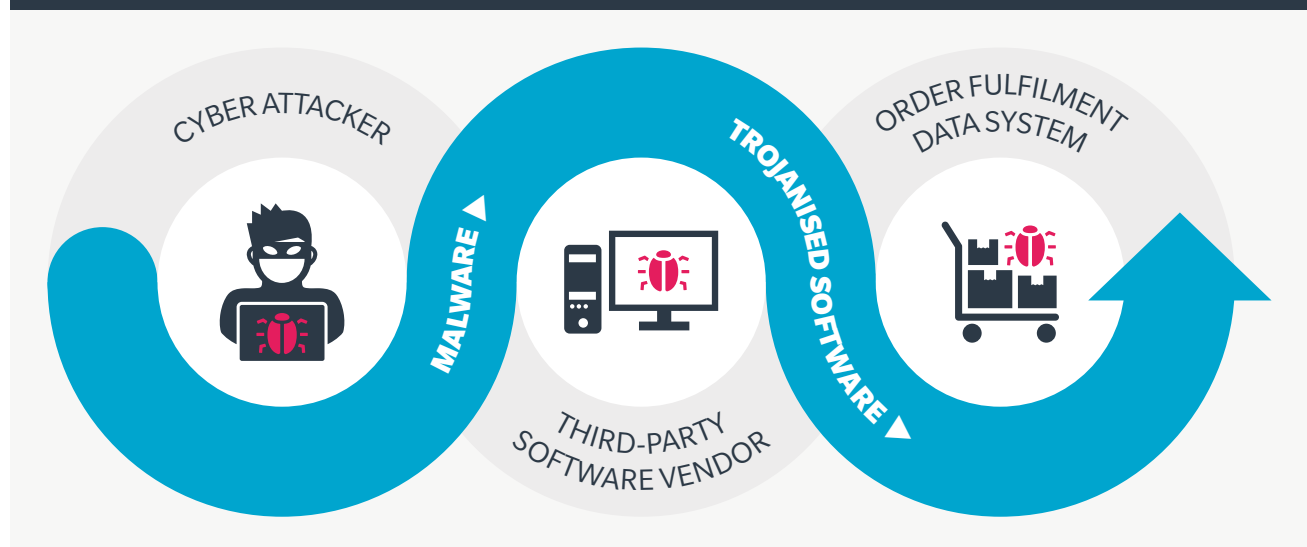 CYBER ATTACKER
MALWARE
THIRD-PARTY
SOFTWARE VENDOR
TROJANISED SOFTWARE
ORDER FULFILMENT
DATA SYSTEM